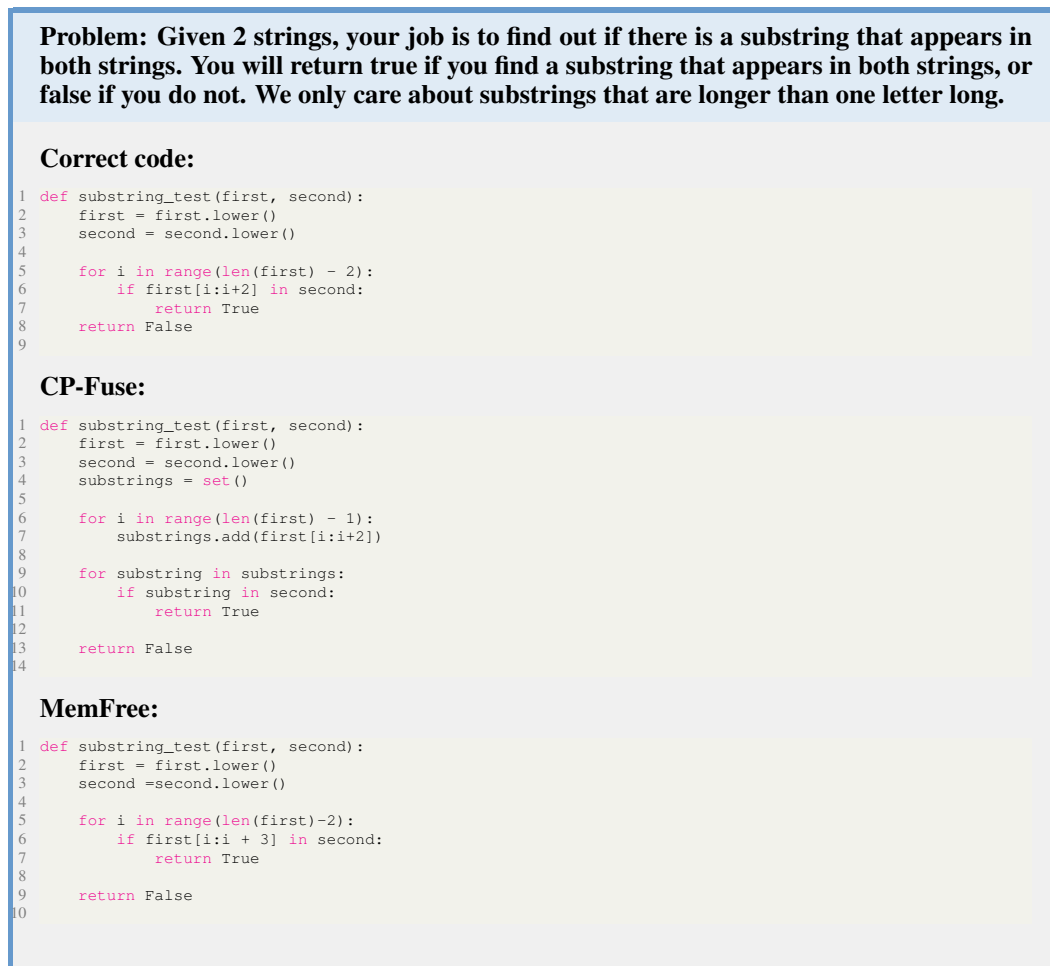 Problem: Given 2 strings, your job is to find out if there is a substring that appears in
both strings. You will return true if you find a substring that appears in both strings, or
false if you do not. We only care about substrings that are longer than one letter long.
Correct code:
1 def substring_test(first, second):
2     first = first.lower()
3     second = second.lower()
4
5     for i in range(len(first) - 2):
6         if first[i:i+2] in second:
7             return True
8     return False
9
CP-Fuse:
1 def substring_test(first, second):
2     first = first.lower()
3     second = second.lower()
4     substrings = set()
5
6     for i in range(len(first) - 1):
7         substrings.add(first[i:i+2])
8
9     for substring in substrings:
10         if substring in second:
11             return True
12
13     return False
14
MemFree:
1 def substring_test(first, second):
2     first = first.lower()
3     second =second.lower()
4
5     for i in range(len(first)-2):
6         if first[i:i + 3] in second:
7             return True
8
9     return False
10